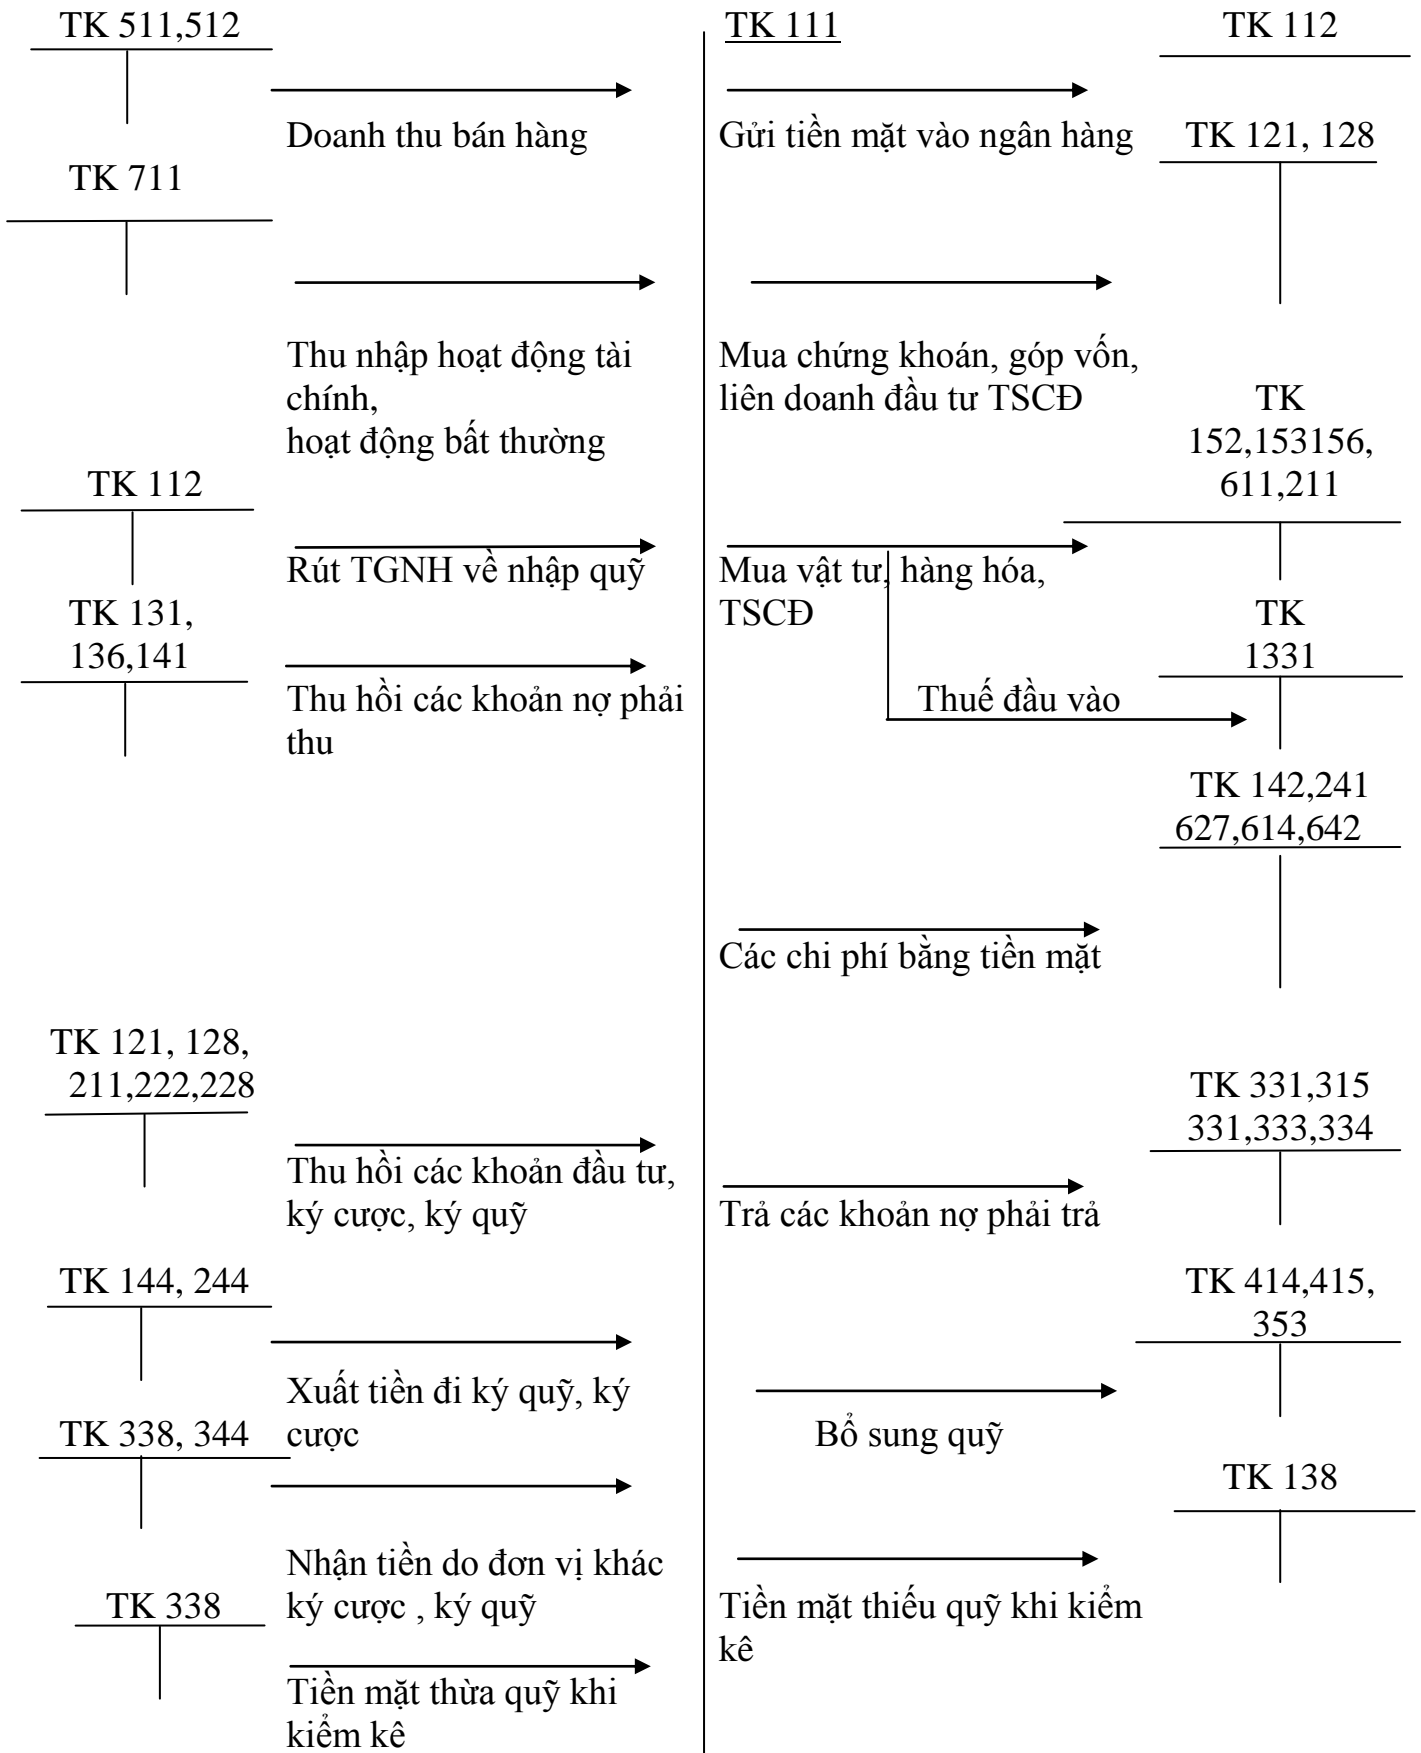 TK 511,512
TK 111
TK 112
Doanh thu bán hàng
Gửi tiền mặt vào ngân hàng
TK 121, 128
TK 711
Thu nhập hoạt động tài
chính,
hoạt động bất thường
Mua chứng khoán, góp vốn,
liên doanh đầu tư TSCĐ
TK
152,153156,
611,211
TK 112
Rút TGNH về nhập quỹ
Mua vật tư, hàng hóa,
TSCĐ
TK 131,
136,141
TK
1331
Thu hồi các khoản nợ phải
thu
Thuế đầu vào
TK 142,241
627,614,642
Các chi phí bằng tiền mặt
TK 121, 128,
211,222,228
TK 331,315
331,333,334
Thu hồi các khoản đầu tư,
ký cược, ký quỹ
Trả các khoản nợ phải trả
TK 144, 244
TK 414,415,
353
Xuất tiền đi ký quỹ, ký
cược
Bổ sung quỹ
TK 338, 344
TK 138
Nhận tiền do đơn vị khác
ký cược , ký quỹ
Tiền mặt thiếu quỹ khi kiểm
kê
TK 338
Tiền mặt thừa quỹ khi
kiểm kê